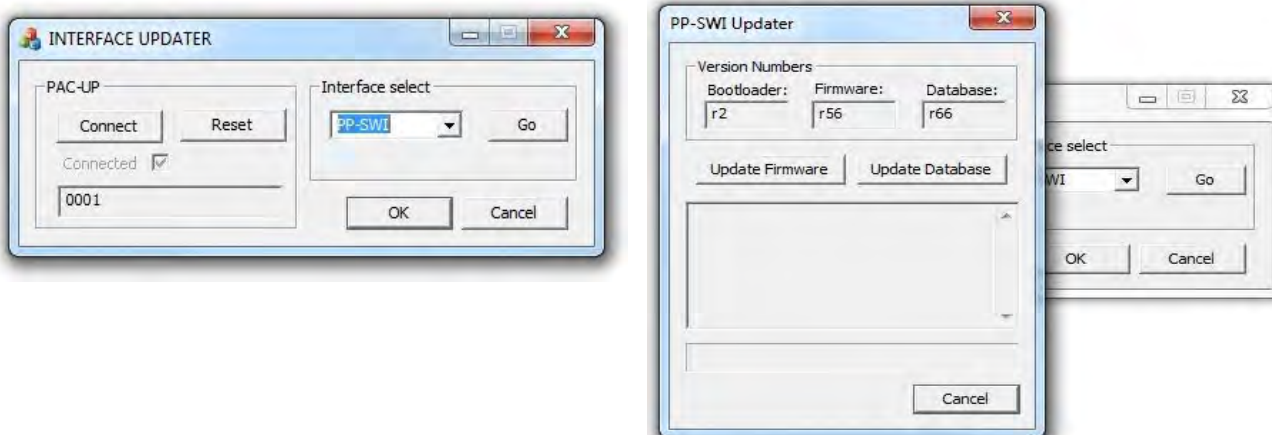 INTERFACE UPDATER
PAC-UP
Interface select
Connect Reset
PP-SWI
Go
Connected
0001
OK Cancel
PP-SWI Updater
Version Numbers
Bootloader: Firmware: Database:
r2 r56 r66
Update Firmware Update Database
Cancel
ce select
WI
Go
OK Cancel